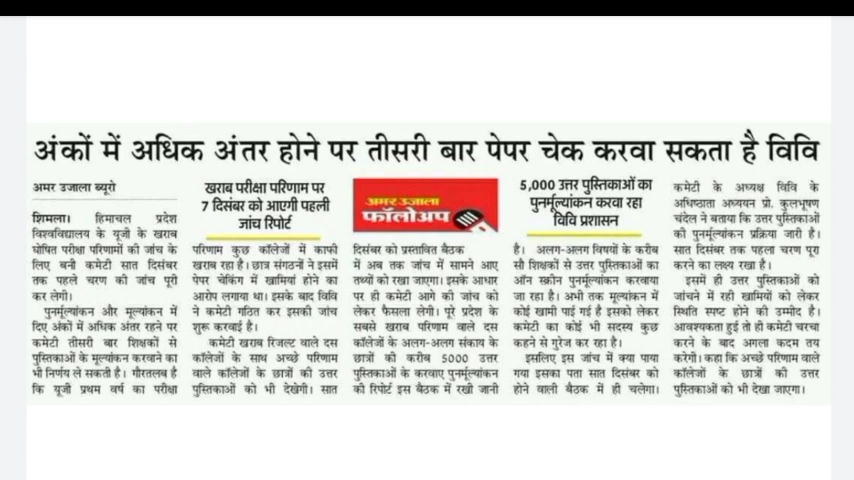 अंकों में अधिक अंतर होने पर तीसरी बार पेपर चेक करवा सकता है विवि
अमर उजाला ब्यूरो
शिमला। हिमाचल प्रदेश
विश्वविद्यालय के यूजी के खराब
घोषित परीक्षा परिणामों की जांच के
लिए बनी कमेटी सात दिसंबर
तक पहले चरण की जांच पूरी
कर लेगी।
पुनर्मूल्यांकन और मूल्यांकन में
दिए अंकों में अधिक अंतर रहने पर
कमेटी तीसरी बार शिक्षकों से
पुस्तिकाओं के मूल्यांकन करवाने का
भी निर्णय ले सकती है। गौरतलब है
कि यूजी प्रथम वर्ष का परीक्षा
खराब परीक्षा परिणाम पर
7 दिसंबर को आएगी पहली
जांच रिपोर्ट
परिणाम कुछ कॉलेजों में काफी
खराब रहा है। छात्र संगठनों ने इसमें
पेपर चेकिंग में खामियां होने का
आरोप लगाया था। इसके बाद विवि
ने कमेटी गठित कर इसकी जांच
शुरू करवाई है।
कमेटी खराब रिजल्ट वाले दस
कॉलेजों के साथ अच्छे परिणाम
वाले कॉलेजों के छात्रों की उत्तर
पुस्तिकाओं को भी देखेगी। सात
अमर उजाला
फॉलोअप
दिसंबर को प्रस्तावित बैठक
में अब तक जांच में सामने आए
तथ्यों को रखा जाएगा। इसके आधार
पर ही कमेटी आगे की जांच को
लेकर फैसला लेगी। पूरे प्रदेश के
सबसे खराब परिणाम वाले दस
कॉलेजों के अलग-अलग संकाय के
छात्रों की करीब 5000 उत्तर
पुस्तिकाओं के करवाए पुनर्मूल्यांकन
की रिपोर्ट इस बैठक में रखी जानी
5,000 उत्तर पुस्तिकाओं का
पुनर्मूल्यांकन करवा रहा
विवि प्रशासन
है। अलग-अलग विषयों के करीब
सौ शिक्षकों से उत्तर पुस्तिकाओं का
ऑन स्क्रीन पुनर्मूल्यांकन करवाया
जा रहा है। अभी तक मूल्यांकन में
कोई खामी पाई गई है इसको लेकर
कमेटी का कोई भी सदस्य कुछ
कहने से गुरेज कर रहा है।
इसलिए इस जांच में क्या पाया
गया इसका पता सात दिसंबर को
होने वाली बैठक में ही चलेगा।
कमेटी के अध्यक्ष विवि के
अधिष्ठाता अध्ययन प्रो. कुलभूषण
चंदेल ने बताया कि उत्तर पुस्तिकाओं
की पुनर्मूल्यांकन प्रक्रिया जारी है।
सात दिसंबर तक पहला चरण पूरा
करने का लक्ष्य रखा है।
इसमें ही उत्तर पुस्तिकाओं को
जांचने में रही खामियों को लेकर
स्थिति स्पष्ट होने की उम्मीद है।
आवश्यकता हुई तो ही कमेटी चरचा
करने के बाद अगला कदम तय
करेगी। कहा कि अच्छे परिणाम वाले
कॉलेजों के छात्रों की उत्तर
पुस्तिकाओं को भी देखा जाएगा।